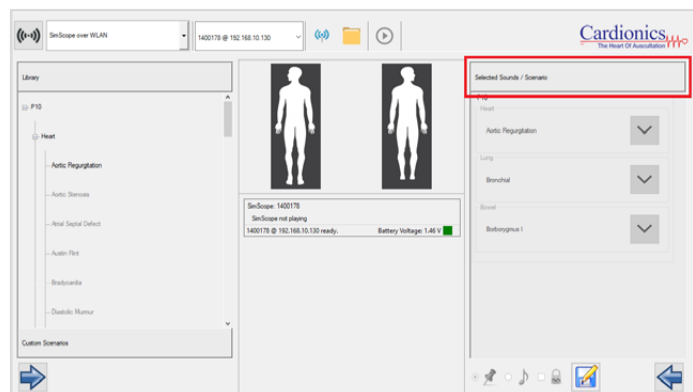 SimScope over WLAN
1400178 @ 192.168.10.130
Cardionics
The Heart Of Auscultation
Library
P10
Heart
Aortic Regurgitation
Aortic Stenosis
Atrial Septal Defect
Austin Flint
Bradycardia
Diastolic Murmur
Custom Scenarios
SimScope: 1400178
SimScope not playing
1400178 @ 192.168.10.130 ready. Battery Voltage: 1.46 V
Selected Sounds / Scenario
P10
Heart
Aortic Regurgitation
Lung
Bronchial
Bowel
Borborygmus I